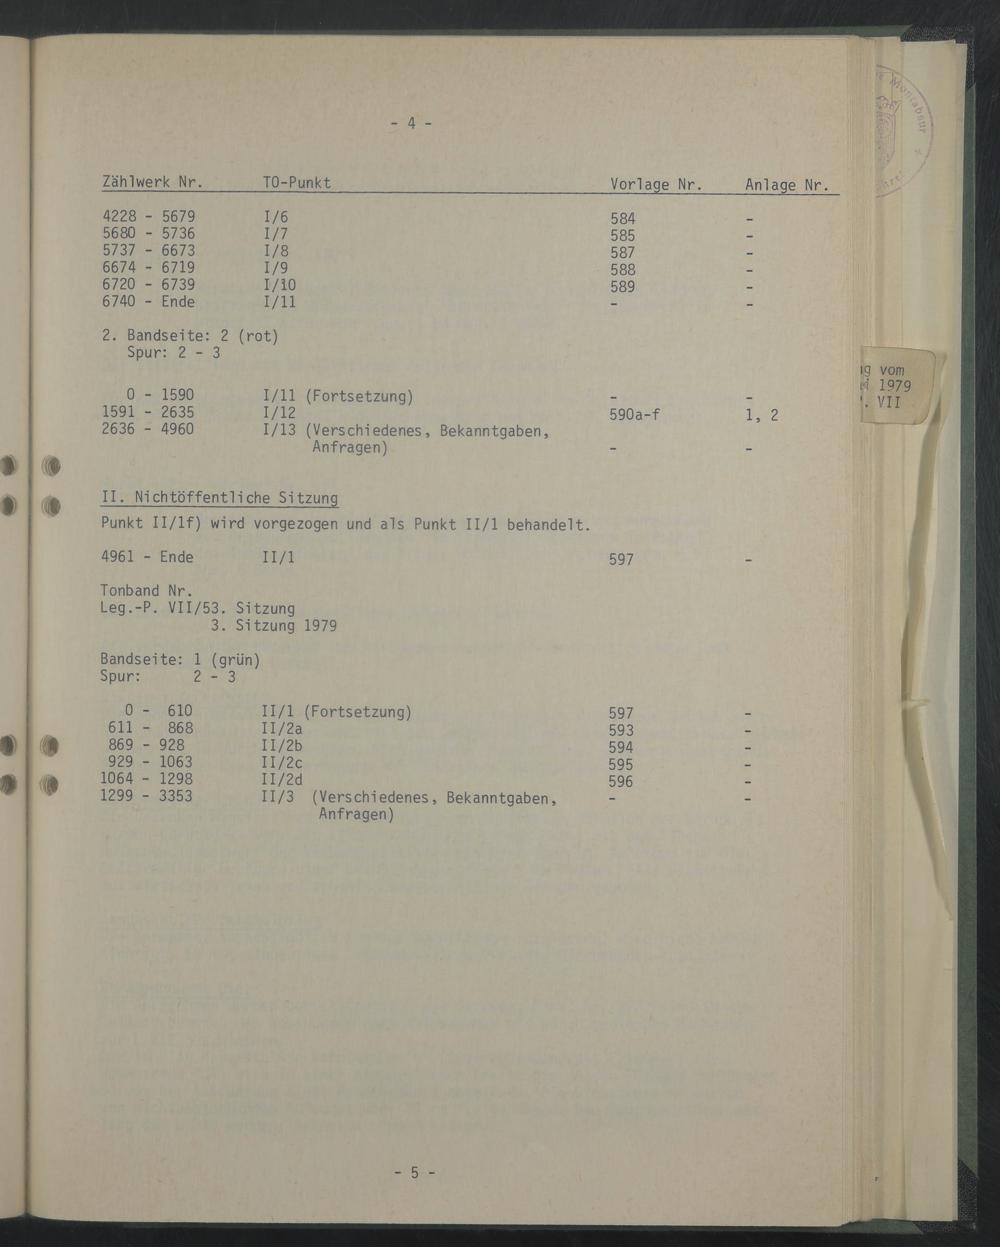 - 4 -
Zählwerk Nr. TO-Punkt Vorlage Nr. Anlage Nr.
4228 - 5679 I/6 584 -
5680 - 5736 I/7 585 -
5737 - 6673 I/8 587 -
6674 - 6719 I/9 588 -
6720 - 6739 I/10 589 -
6740 - Ende I/11 - -
2. Bandseite: 2 (rot)
Spur: 2 - 3
0 - 1590 I/11 (Fortsetzung) - -
1591 - 2635 I/12 590a-f 1, 2
2636 - 4960 I/13 (Verschiedenes, Bekanntgaben,
Anfragen) - -
II. Nichtöffentliche Sitzung
Punkt II/1f) wird vorgezogen und als Punkt II/1 behandelt.
4961 - Ende II/1 597 -
Tonband Nr.
Leg.-P. VII/53. Sitzung
3. Sitzung 1979
Bandseite: 1 (grün)
Spur: 2 - 3
0 - 610 II/1 (Fortsetzung) 597 -
611 - 868 II/2a 593 -
869 - 928 II/2b 594 -
929 - 1063 II/2c 595 -
1064 - 1298 II/2d 596 -
1299 - 3353 II/3 (Verschiedenes, Bekanntgaben, - -
Anfragen)
- 5 -
Montabaur
vom
1979
VII